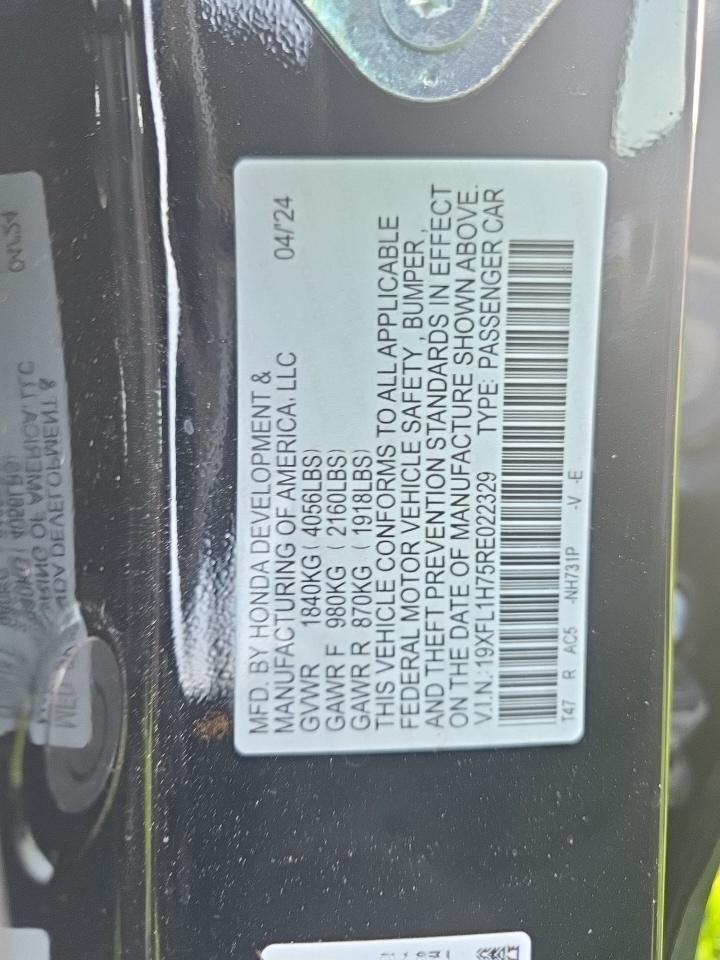 MFD. BY HONDA DEVELOPMENT & 04/'24
MANUFACTURING OF AMERICA, LLC
GVWR 1840KG ( 4056LBS)
GAWR F 980KG ( 2160LBS)
GAWR R 870KG ( 1918LBS)
THIS VEHICLE CONFORMS TO ALL APPLICABLE
FEDERAL MOTOR VEHICLE SAFETY , BUMPER ,
AND THEFT PREVENTION STANDARDS IN EFFECT
ON THE DATE OF MANUFACTURE SHOWN ABOVE.
V.I.N.: 19XFL1H75RE022329 TYPE: PASSENGER CAR
T47 R AC5 -NH731P -V -E